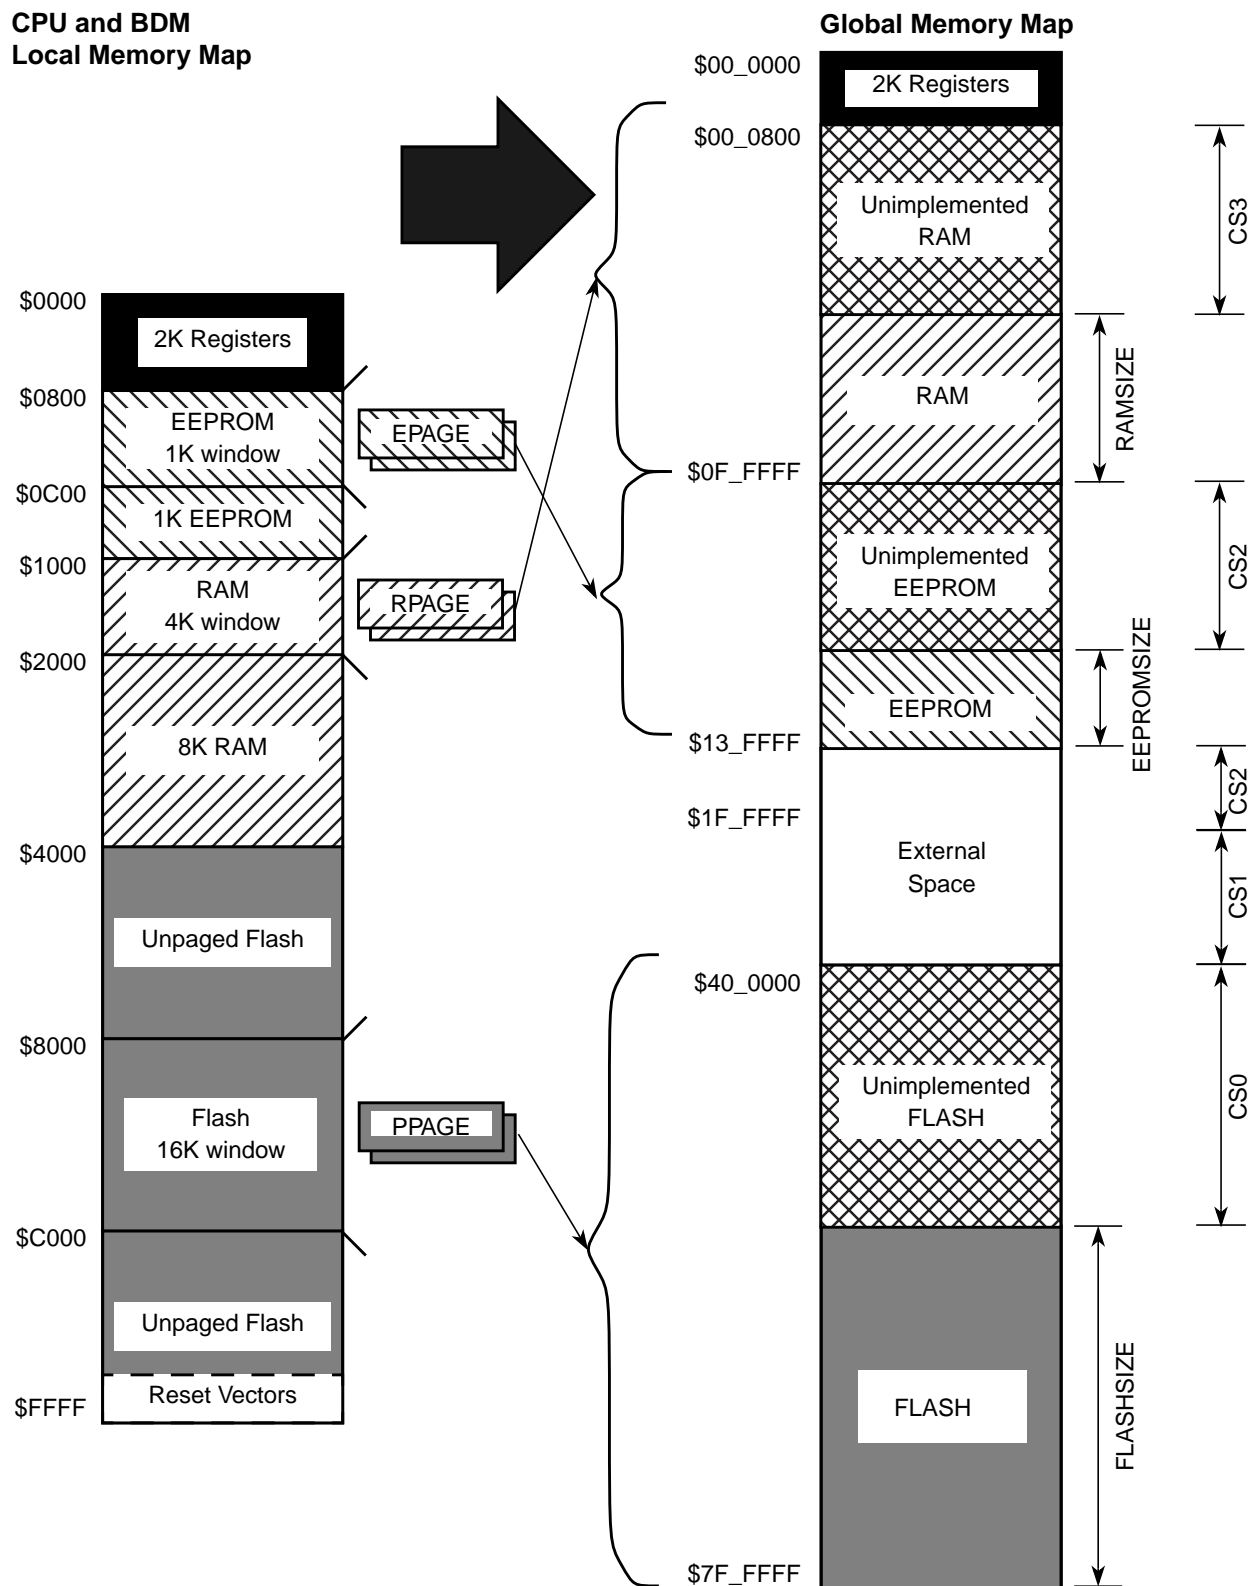 CPU and BDM
Local Memory Map
$0000
2K Registers
$0800
EEPROM
1K window
EPAGE
$0C00
1K EEPROM
$1000
RAM
4K window
RPAGE
$2000
8K RAM
$4000
Unpaged Flash
$8000
Flash
16K window
PPAGE
$C000
Unpaged Flash
Reset Vectors
$FFFF
Global Memory Map
$00_0000
2K Registers
$00_0800
Unimplemented
RAM
CS3
RAM
RAMSIZE
$0F_FFFF
Unimplemented
EEPROM
CS2
EEPROM
EEPROMSIZE
$13_FFFF
CS2
$1F_FFFF
External
Space
CS1
$40_0000
Unimplemented
FLASH
CS0
FLASH
FLASHSIZE
$7F_FFFF